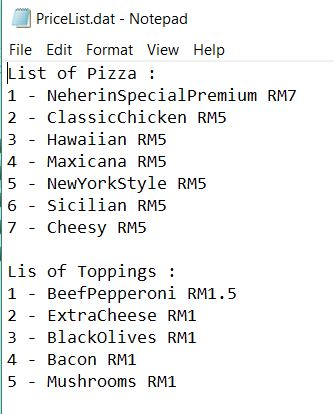 PriceList.dat - Notepad
File Edit Format View Help
List of Pizza :
1 - NeherinSpecialPremium RM7
2 - ClassicChicken RM5
3 - Hawaiian RM5
4 - Maxicana RM5
5 - NewYorkStyle RM5
6 - Sicilian RM5
7 - Cheesy RM5
Lis of Toppings :
1 - BeefPepperoni RM1.5
2 - ExtraCheese RM1
3 - BlackOlives RM1
4 - Bacon RM1
5 - Mushrooms RM1